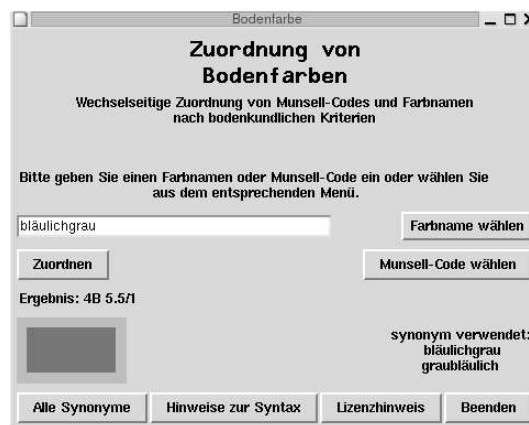 Bodenfarbe
Zuordnung von
Bodenfarben
Wechselseitige Zuordnung von Munsell-Codes und Farbnamen
nach bodenkundlichen Kriterien
Bitte geben Sie einen Farbnamen oder Munsell-Code ein oder wählen Sie
aus dem entsprechenden Menü.
bläulichgrau
Farbname wählen
Zuordnen
Munsell-Code wählen
Ergebnis: 4B 5.5/1
synonym verwendet:
bläulichgrau
graubläulich
Alle Synonyme
Hinweise zur Syntax
Lizenzhinweis
Beenden